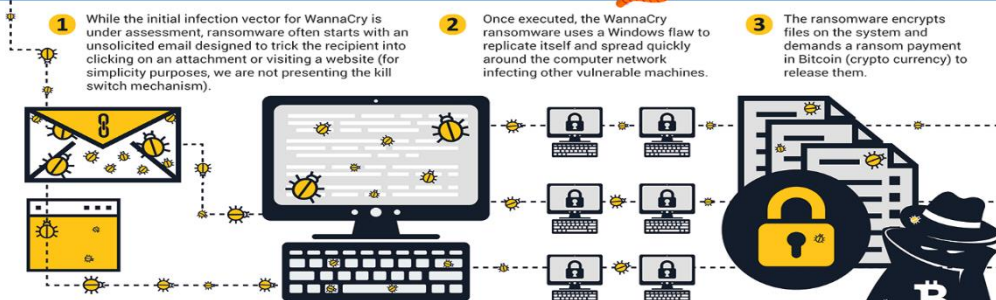 1
While the initial infection vector for WannaCry is
under assessment, ransomware often starts with an
unsolicited email designed to trick the recipient into
clicking on an attachment or visiting a website (for
simplicity purposes, we are not presenting the kill
switch mechanism).
2
Once executed, the WannaCry
ransomware uses a Windows flaw to
replicate itself and spread quickly
around the computer network
infecting other vulnerable machines.
3
The ransomware encrypts
files on the system and
demands a ransom payment
in Bitcoin (crypto currency) to
release them.